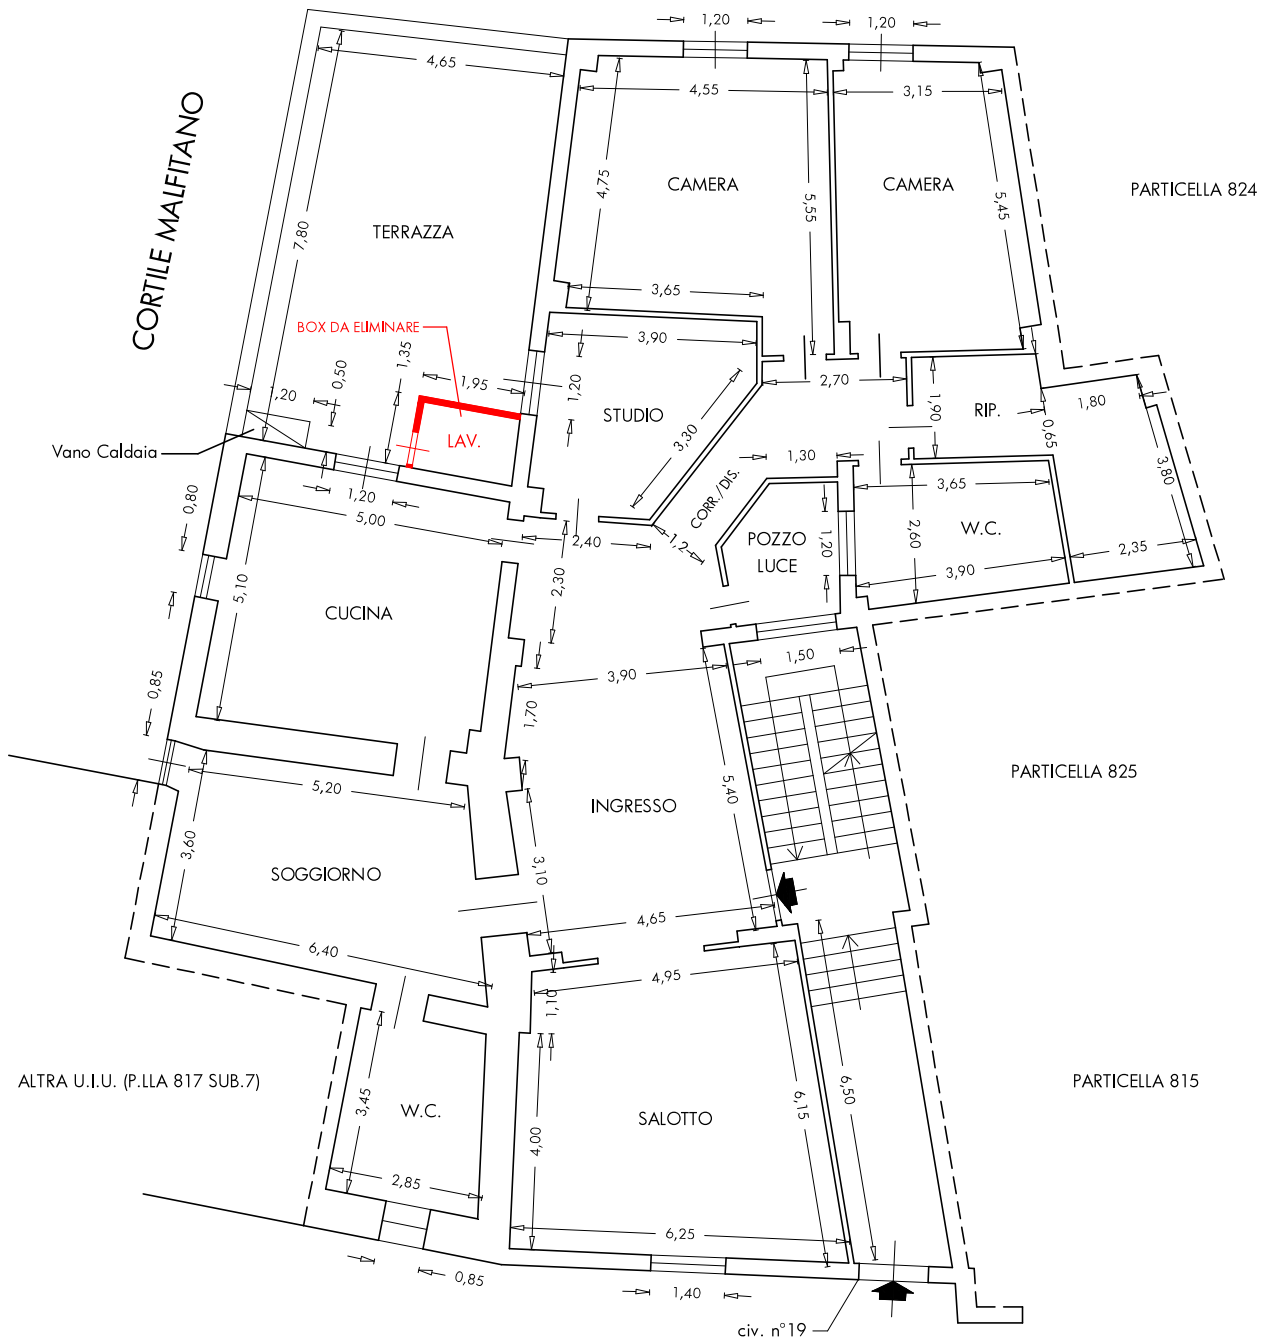 1,20
1,20
4,65
4,55
3,15
CORTILE MALFITANO
CAMERA
CAMERA
PARTICELLA 824
4,75
5,55
5,45
7,80
TERRAZZA
3,65
BOX DA ELIMINARE
3,90
1,35
0,50
1,20
1,95
1,20
2,70
1,90
RIP.
1,80
0,65
STUDIO
3,30
LAV.
Vano Caldaia
1,30
CORR./DIS.
3,80
0,80
1,20
5,00
3,65
2,40
1,2
POZZO
LUCE
1,20
W.C.
2,60
2,35
3,90
5,10
2,30
CUCINA
3,90
1,50
0,85
1,70
5,20
5,40
INGRESSO
PARTICELLA 825
3,60
3,10
SOGGIORNO
4,65
6,40
4,95
1,10
ALTRA U.I.U. (P.LLA 817 SUB.7)
3,45
W.C.
4,00
SALOTTO
6,15
6,50
PARTICELLA 815
2,85
6,25
0,85
1,40
civ. n°19